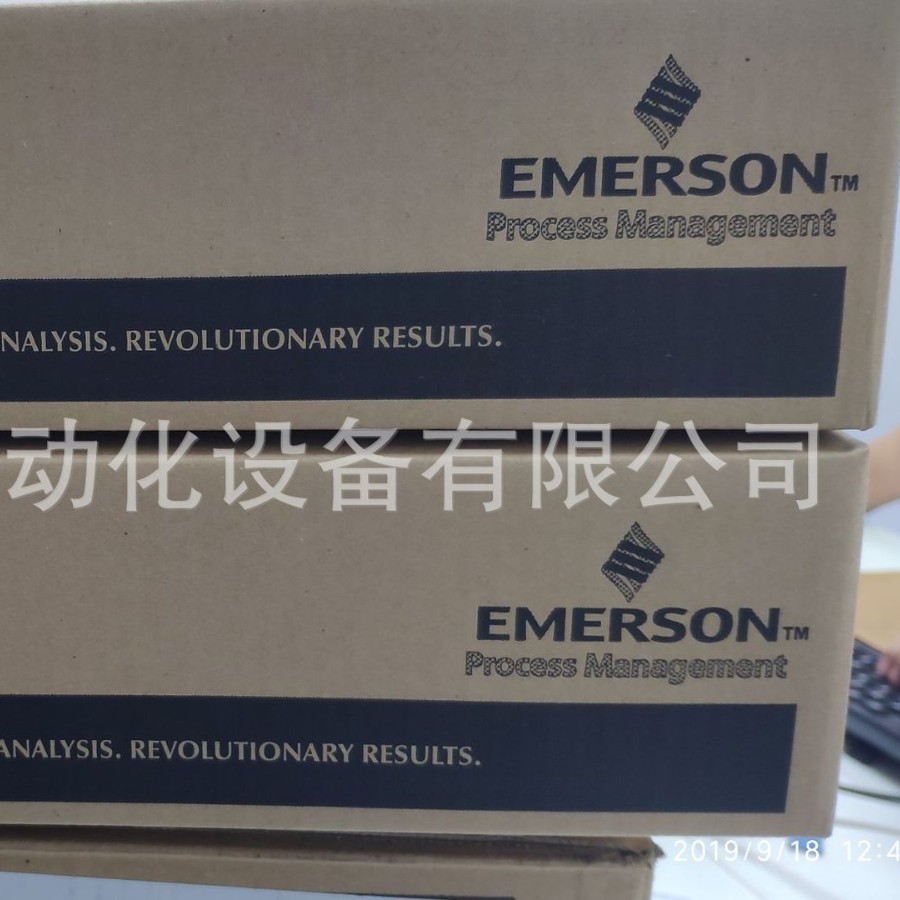 EMERSON™
Process Management
NALYSIS. REVOLUTIONARY RESULTS.
动化设备有限公司
EMERSON™
Process Management
ANALYSIS. REVOLUTIONARY RESULTS.
2019/9/18 12:4